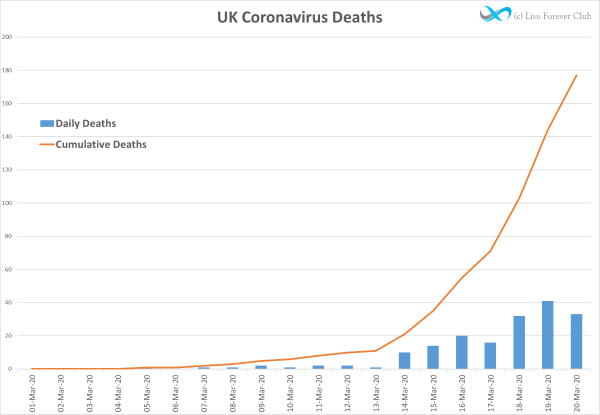 UK Coronavirus Deaths
(c) Live Forever Club
200
180
160
140
120
100
80
60
40
20
0
Daily Deaths
Cumulative Deaths
01-Mar-20
02-Mar-20
03-Mar-20
04-Mar-20
05-Mar-20
06-Mar-20
07-Mar-20
08-Mar-20
09-Mar-20
10-Mar-20
11-Mar-20
12-Mar-20
13-Mar-20
14-Mar-20
15-Mar-20
16-Mar-20
17-Mar-20
18-Mar-20
19-Mar-20
20-Mar-20